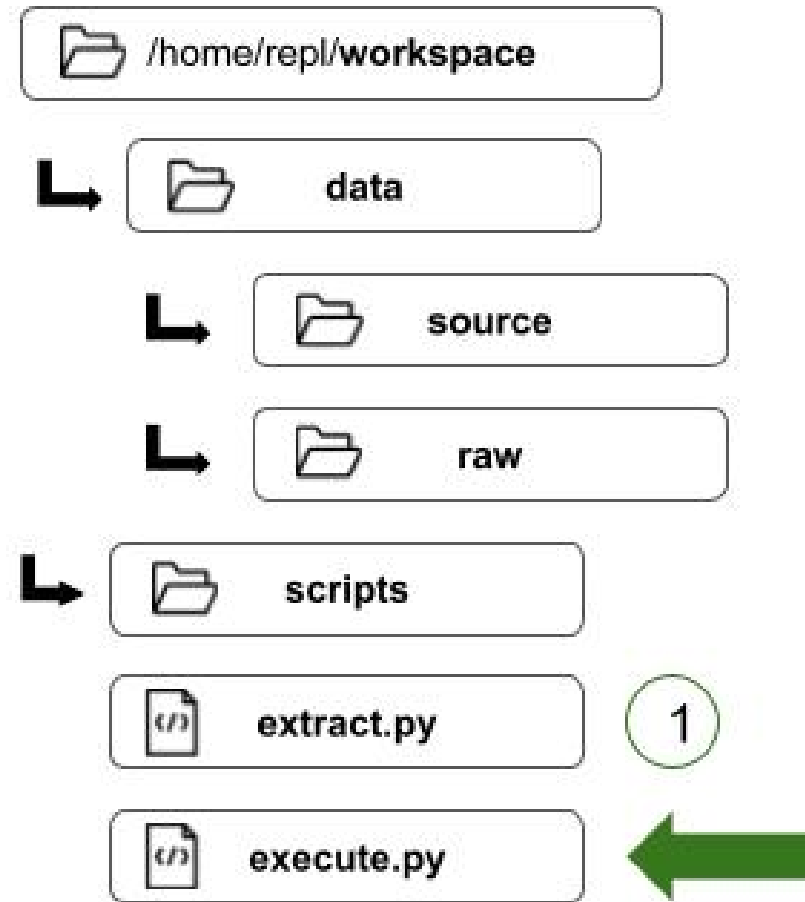 /home/repl/workspace
data
source
raw
scripts
</> extract.py 1
</> execute.py